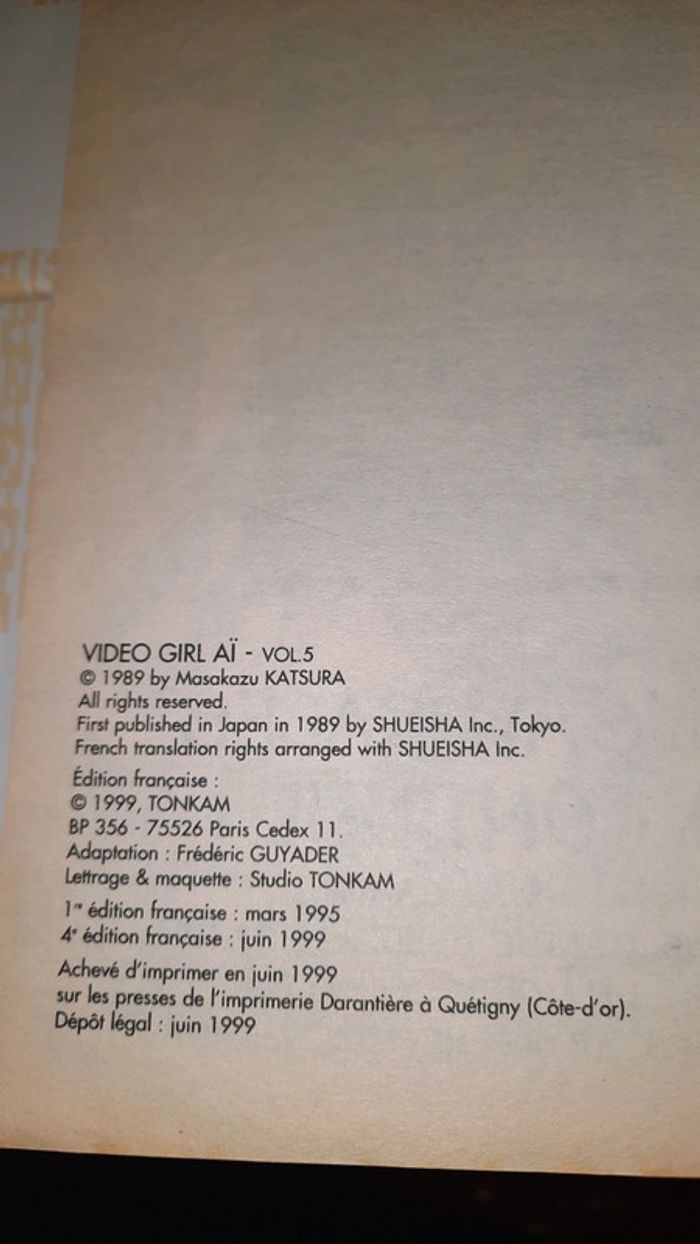 VIDEO GIRL AÏ - VOL.5
© 1989 by Masakazu KATSURA
All rights reserved.
First published in Japan in 1989 by SHUEISHA Inc., Tokyo.
French translation rights arranged with SHUEISHA Inc.
Édition française :
© 1999, TONKAM
BP 356 - 75526 Paris Cedex 11.
Adaptation : Frédéric GUYADER
Lettrage & maquette : Studio TONKAM
1re édition française : mars 1995
4e édition française : juin 1999
Achevé d'imprimer en juin 1999
sur les presses de l'imprimerie Darantière à Quétigny (Côte-d'or).
Dépôt légal : juin 1999